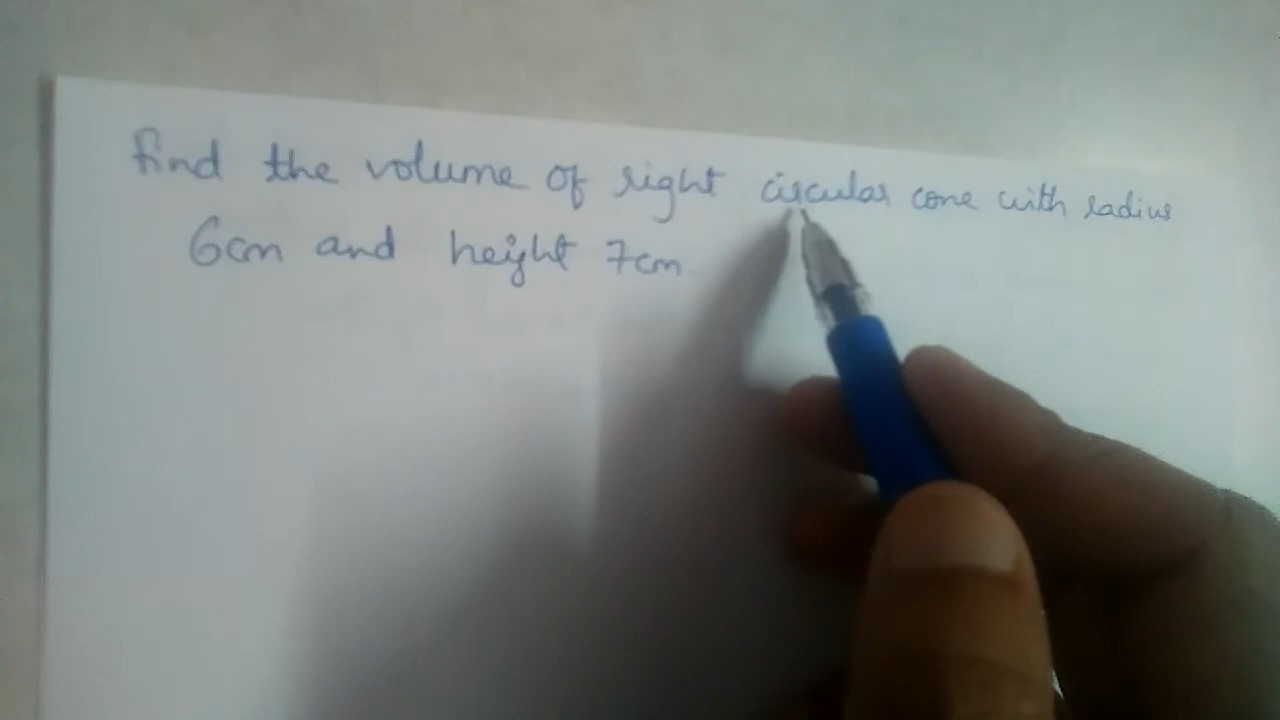 find the volume of right circular cone with radius
6cm and height 7cm.